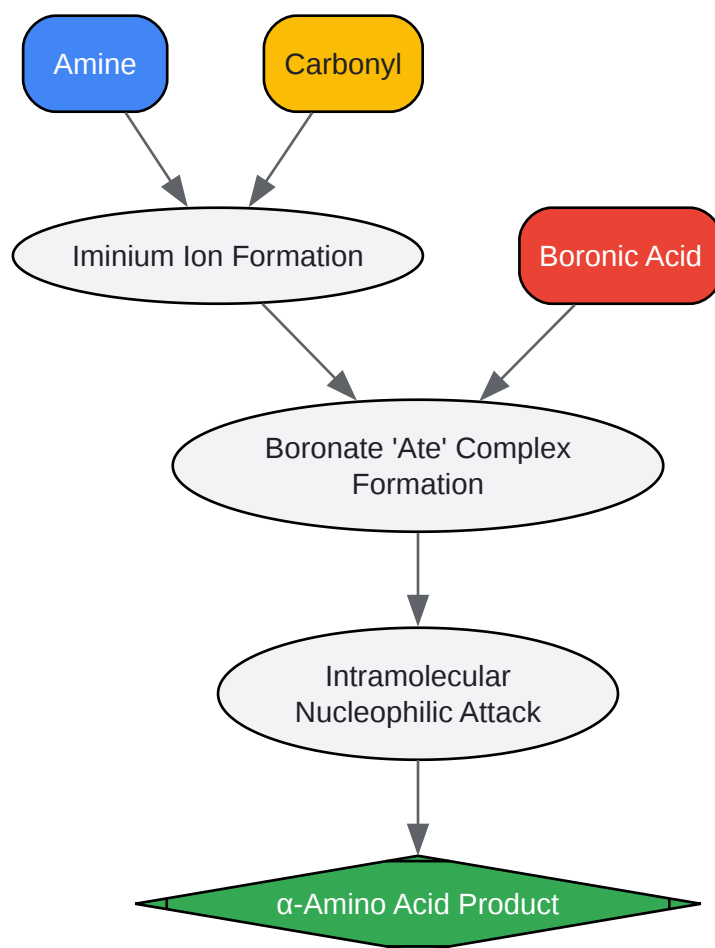 Amine
Carbonyl
Iminium Ion Formation
Boronic Acid
Boronate 'Ate' Complex
Formation
Intramolecular
Nucleophilic Attack
α-Amino Acid Product